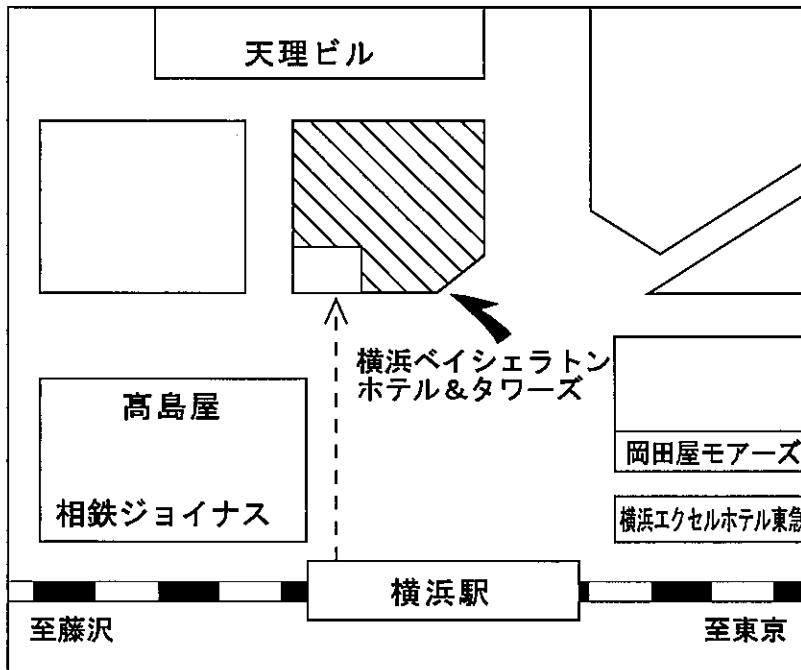 天理ビル
横浜ベイシェラトン
ホテル&タワーズ
髙島屋
相鉄ジョイナス
岡田屋モアーズ
横浜エクセルホテル東急
横浜駅
至藤沢
至東京